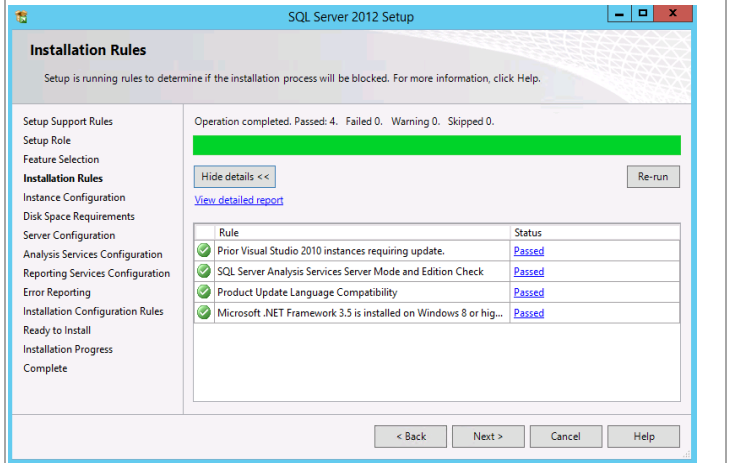 SQL Server 2012 Setup
Installation Rules
Setup is running rules to determine if the installation process will be blocked. For more information, click Help.
Setup Support Rules
Setup Role
Feature Selection
Installation Rules
Instance Configuration
Disk Space Requirements
Server Configuration
Analysis Services Configuration
Reporting Services Configuration
Error Reporting
Installation Configuration Rules
Ready to Install
Installation Progress
Complete
Operation completed. Passed: 4. Failed 0. Warning 0. Skipped 0.
Hide details << Re-run
View detailed report
Rule Status
Prior Visual Studio 2010 instances requiring update. Passed
SQL Server Analysis Services Server Mode and Edition Check Passed
Product Update Language Compatibility Passed
Microsoft .NET Framework 3.5 is installed on Windows 8 or hig... Passed
< Back Next > Cancel Help